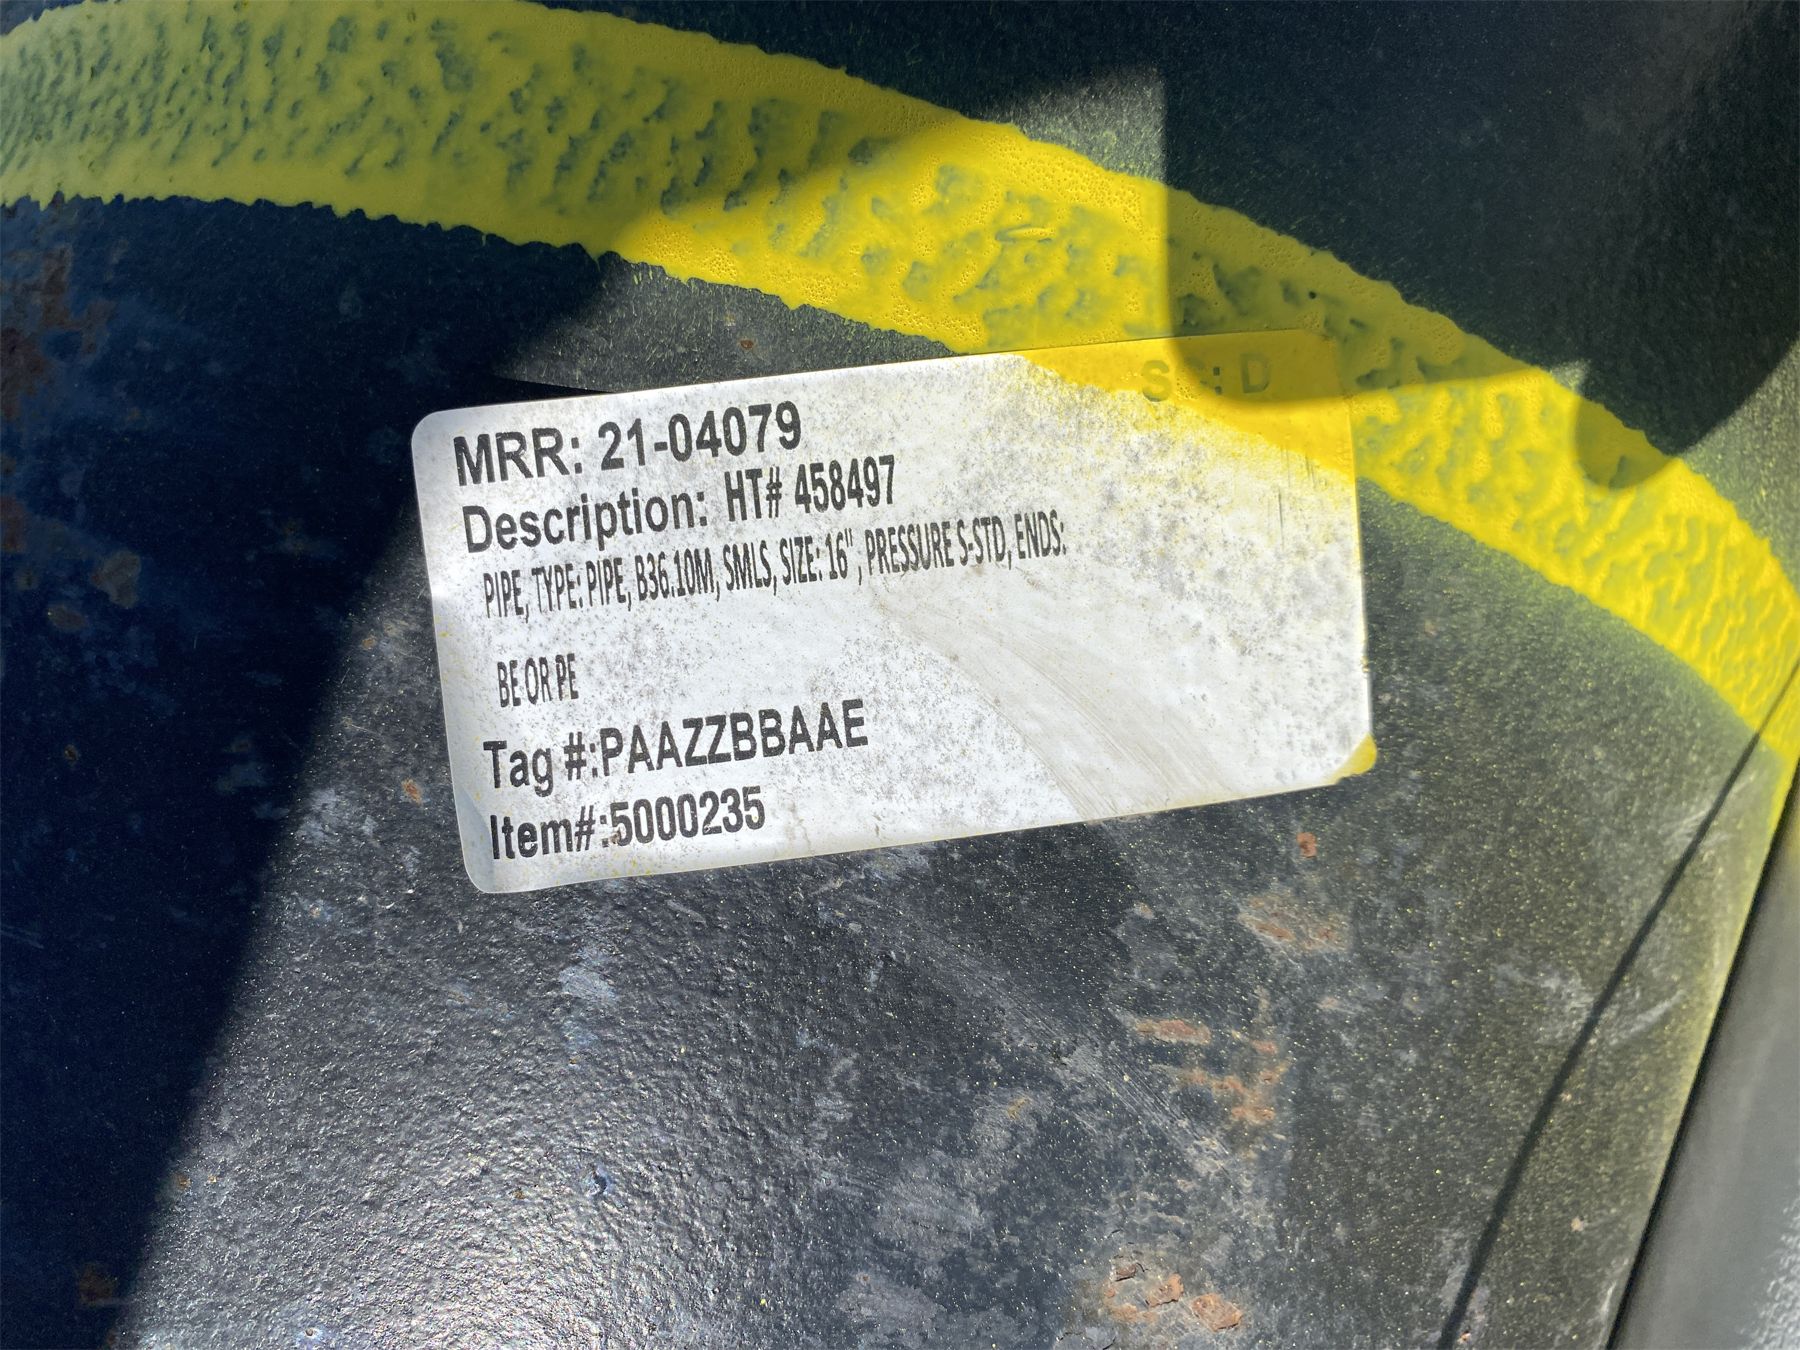 MRR: 21-04079
Description: HT# 458497
PIPE, TYPE: PIPE, B36.10M, SMLS, SIZE: 16", PRESSURE S-STD, ENDS:
BE OR PE
Tag #:PAAZZBBAAE
Item#:5000235